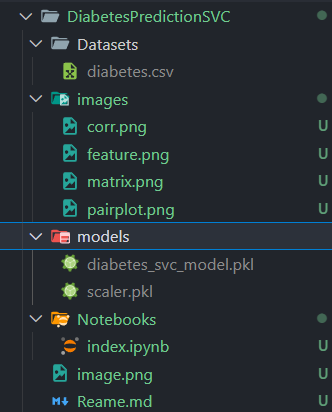 DiabetesPredictionSVC
Datasets
diabetes.csv
images
corr.png U
feature.png U
matrix.png U
pairplot.png U
models
diabetes_svc_model.pkl
scaler.pkl
Notebooks
index.ipynb U
image.png U
Reame.md U